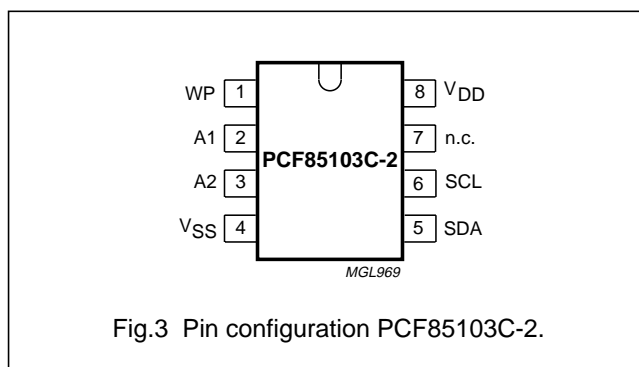 WP 1 8 VDD
A1 2 7 n.c.
PCF85103C-2
A2 3 6 SCL
VSS 4 5 SDA
MGL969
Fig.3 Pin configuration PCF85103C-2.